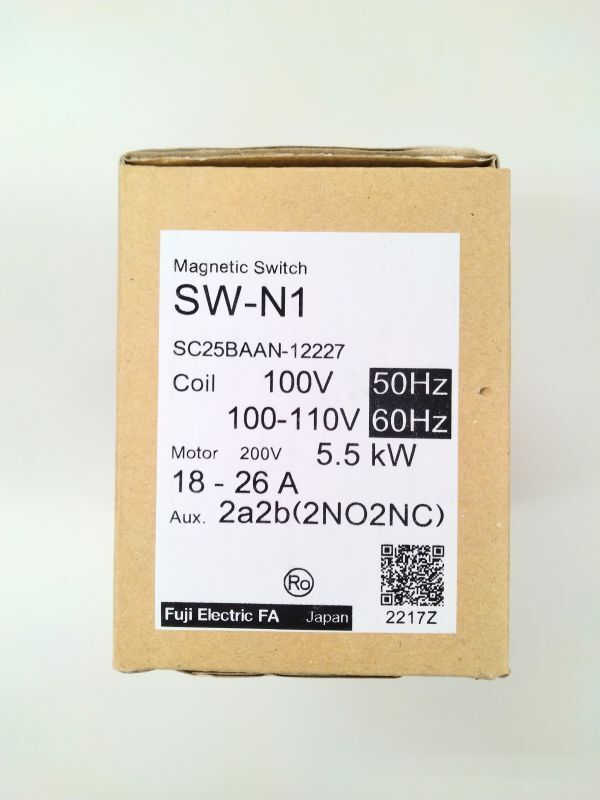 Magnetic Switch
SW-N1
SC25BAAN-12227
Coil 100V 50Hz
100-110V 60Hz
Motor 200V 5.5 kW
18 - 26 A
Aux. 2a2b(2NO2NC)
Ro
Fuji Electric FA Japan
2217Z